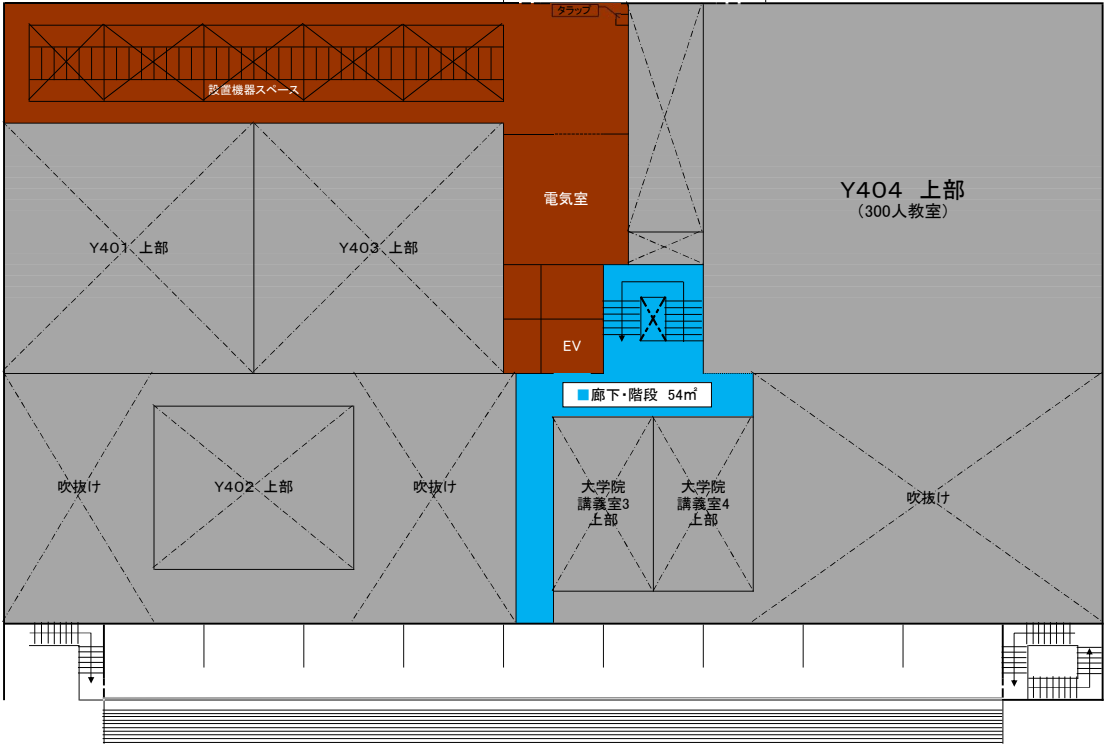 タラップ
設置機器スペース
電気室
Y404 上部
（300人教室）
Y401 上部
Y403 上部
EV
■廊下・階段 54㎡
吹抜け
Y402 上部
吹抜け
大学院
講義室3
上部
大学院
講義室4
上部
吹抜け